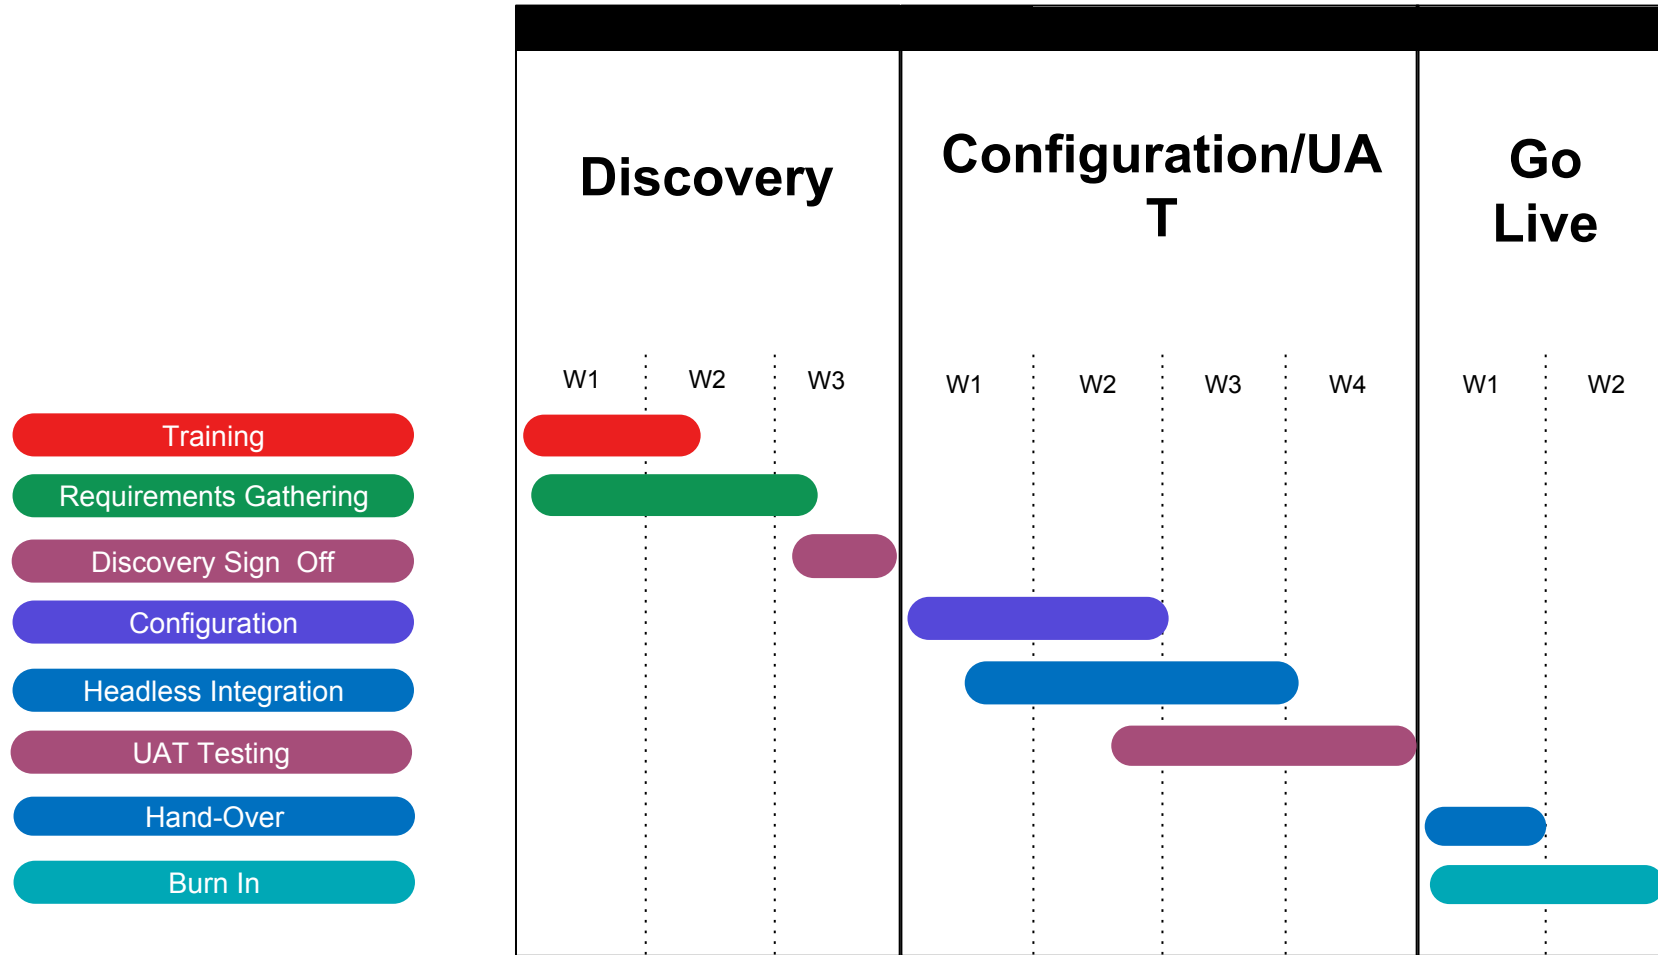 Discovery
Configuration/UA
T
Go
Live
W1 W2 W3 W1 W2 W3 W4 W1 W2
Training
Requirements Gathering
Discovery Sign Off
Configuration
Headless Integration
UAT Testing
Hand-Over
Burn In